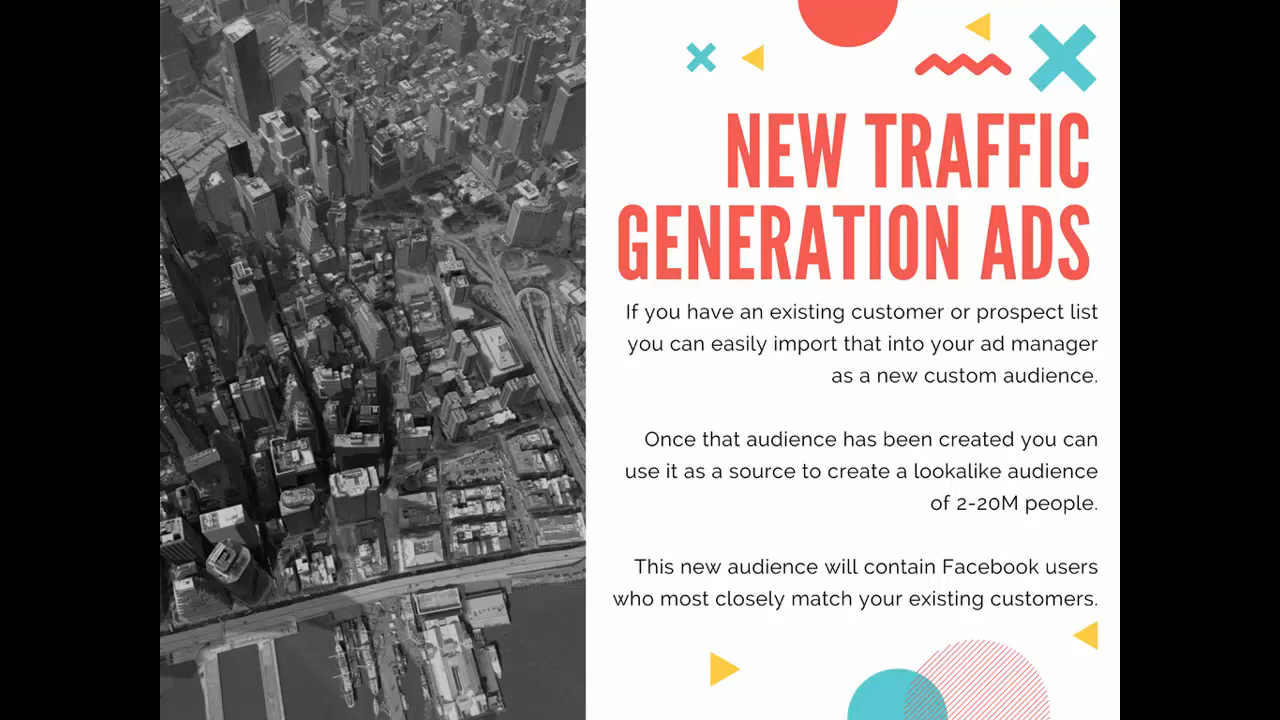 NEW TRAFFIC
GENERATION ADS
If you have an existing customer or prospect list
you can easily import that into your ad manager
as a new custom audience.
Once that audience has been created you can
use it as a source to create a lookalike audience
of 2-20M people.
This new audience will contain Facebook users
who most closely match your existing customers.